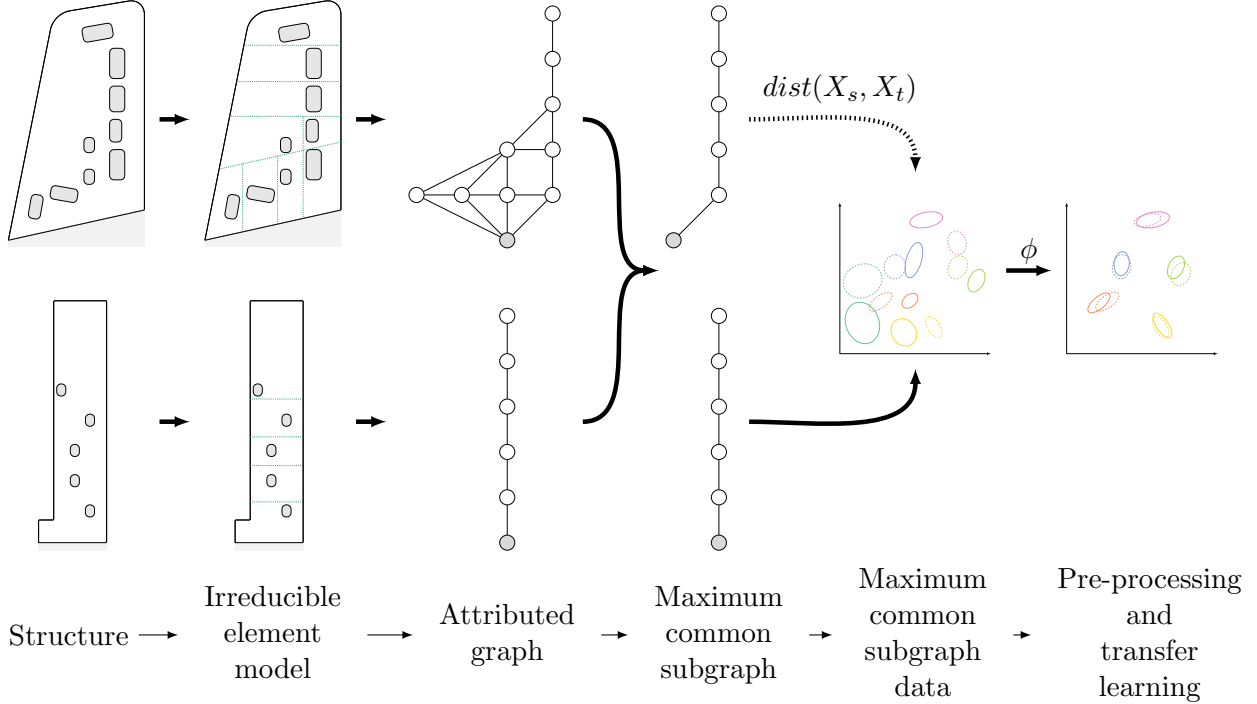 dist(X_s, X_t)
ϕ
Structure
Irreducible
element
model
Attributed
graph
Maximum
common
subgraph
Maximum
common
subgraph
data
Pre-processing
and
transfer
learning